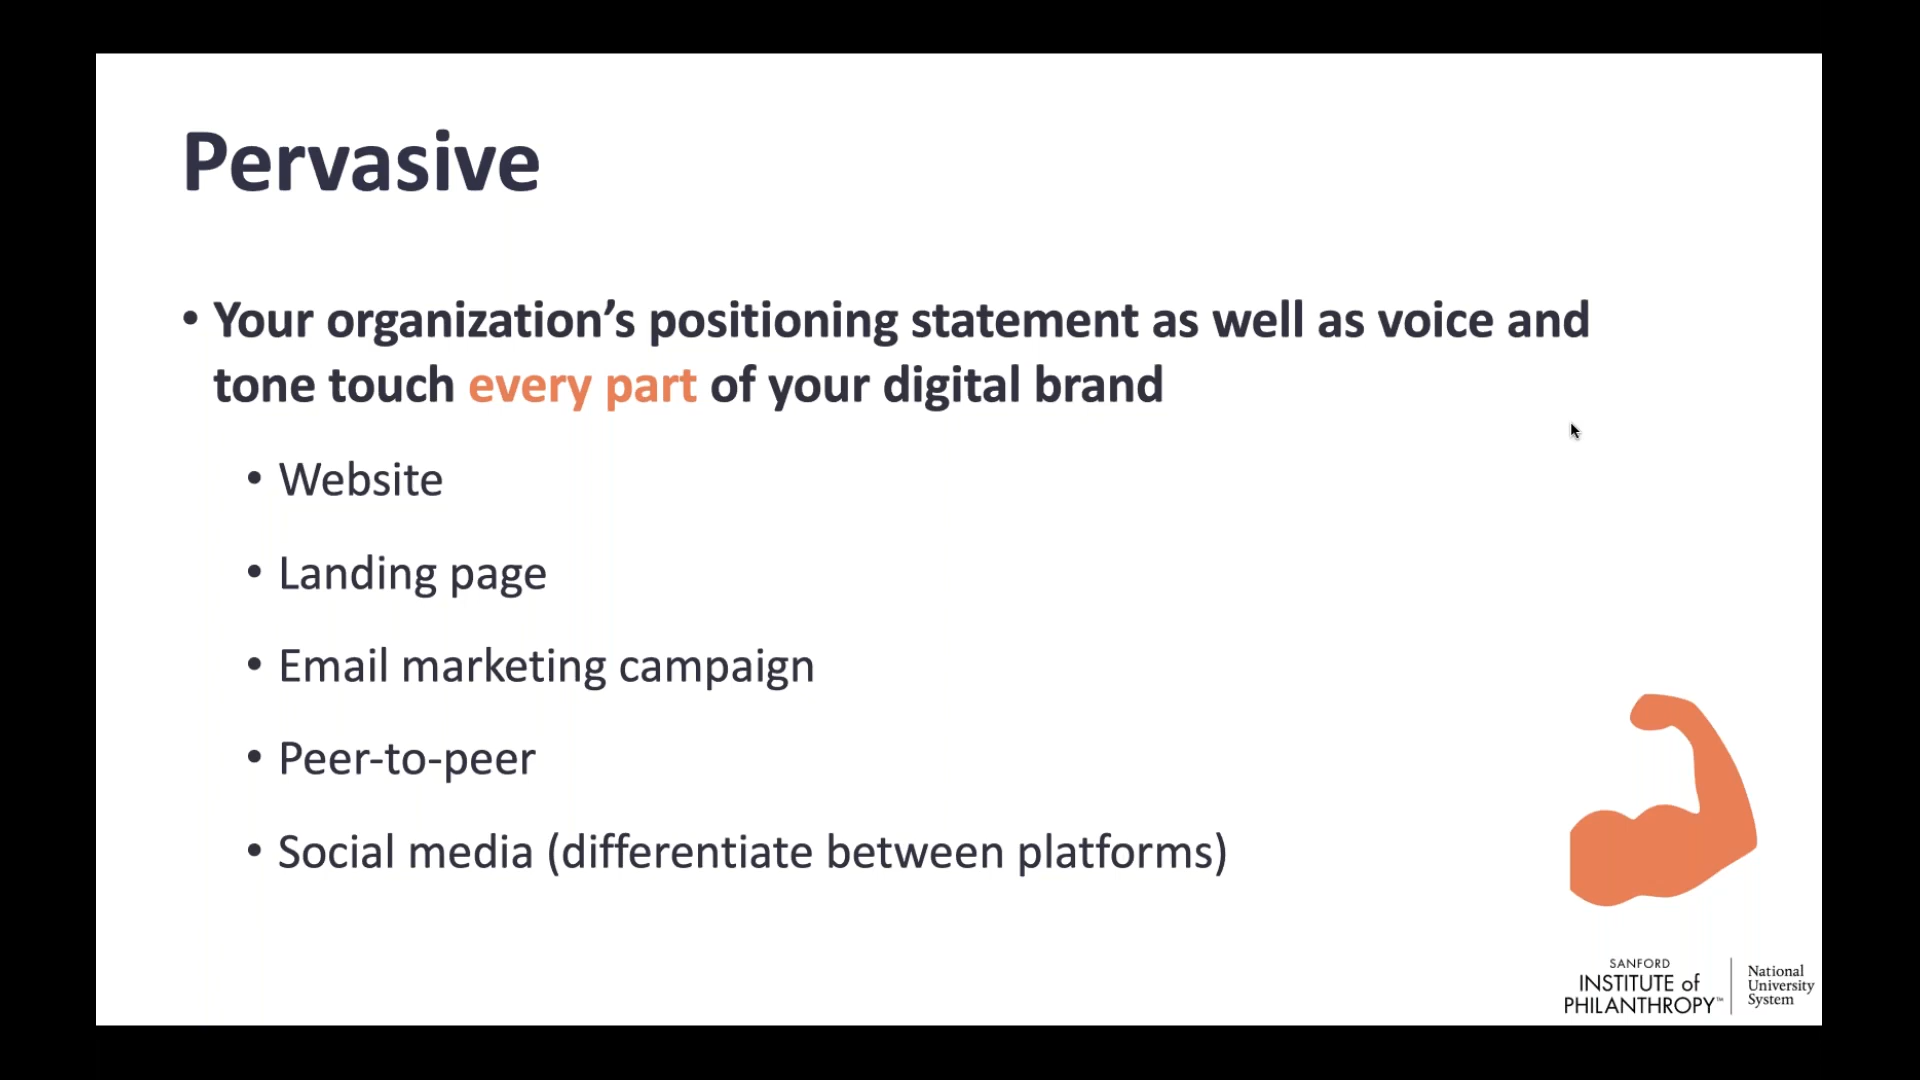 Pervasive
• Your organization’s positioning statement as well as voice and
tone touch every part of your digital brand
• Website
• Landing page
• Email marketing campaign
• Peer-to-peer
• Social media (differentiate between platforms)
SANFORD
INSTITUTE of
PHILANTHROPY™
National
University
System